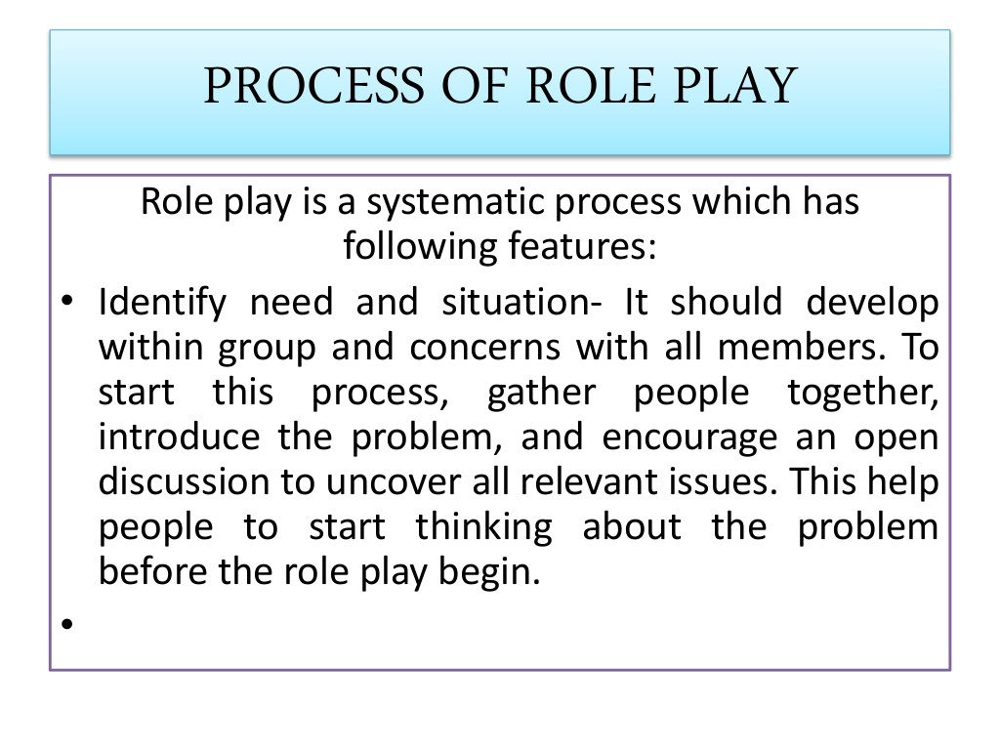 PROCESS OF ROLE PLAY
Role play is a systematic process which has
following features:
• Identify need and situation- It should develop
within group and concerns with all members. To
start this process, gather people together,
introduce the problem, and encourage an open
discussion to uncover all relevant issues. This help
people to start thinking about the problem
before the role play begin.
•